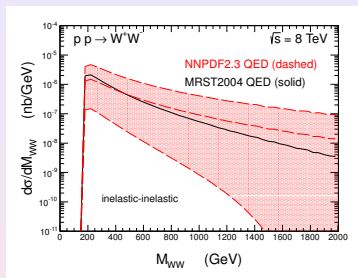 p p → W⁺W⁻ √s = 8 TeV
NNPDF2.3 QED (dashed)
MRST2004 QED (solid)
dσ/dM_WW (nb/GeV)
10⁻³
10⁻⁴
10⁻⁵
10⁻⁶
10⁻⁷
10⁻⁸
10⁻⁹
10⁻¹⁰
10⁻¹¹
inelastic-inelastic
0 200 400 600 800 1000 1200 1400 1600 1800 2000
M_WW (GeV)